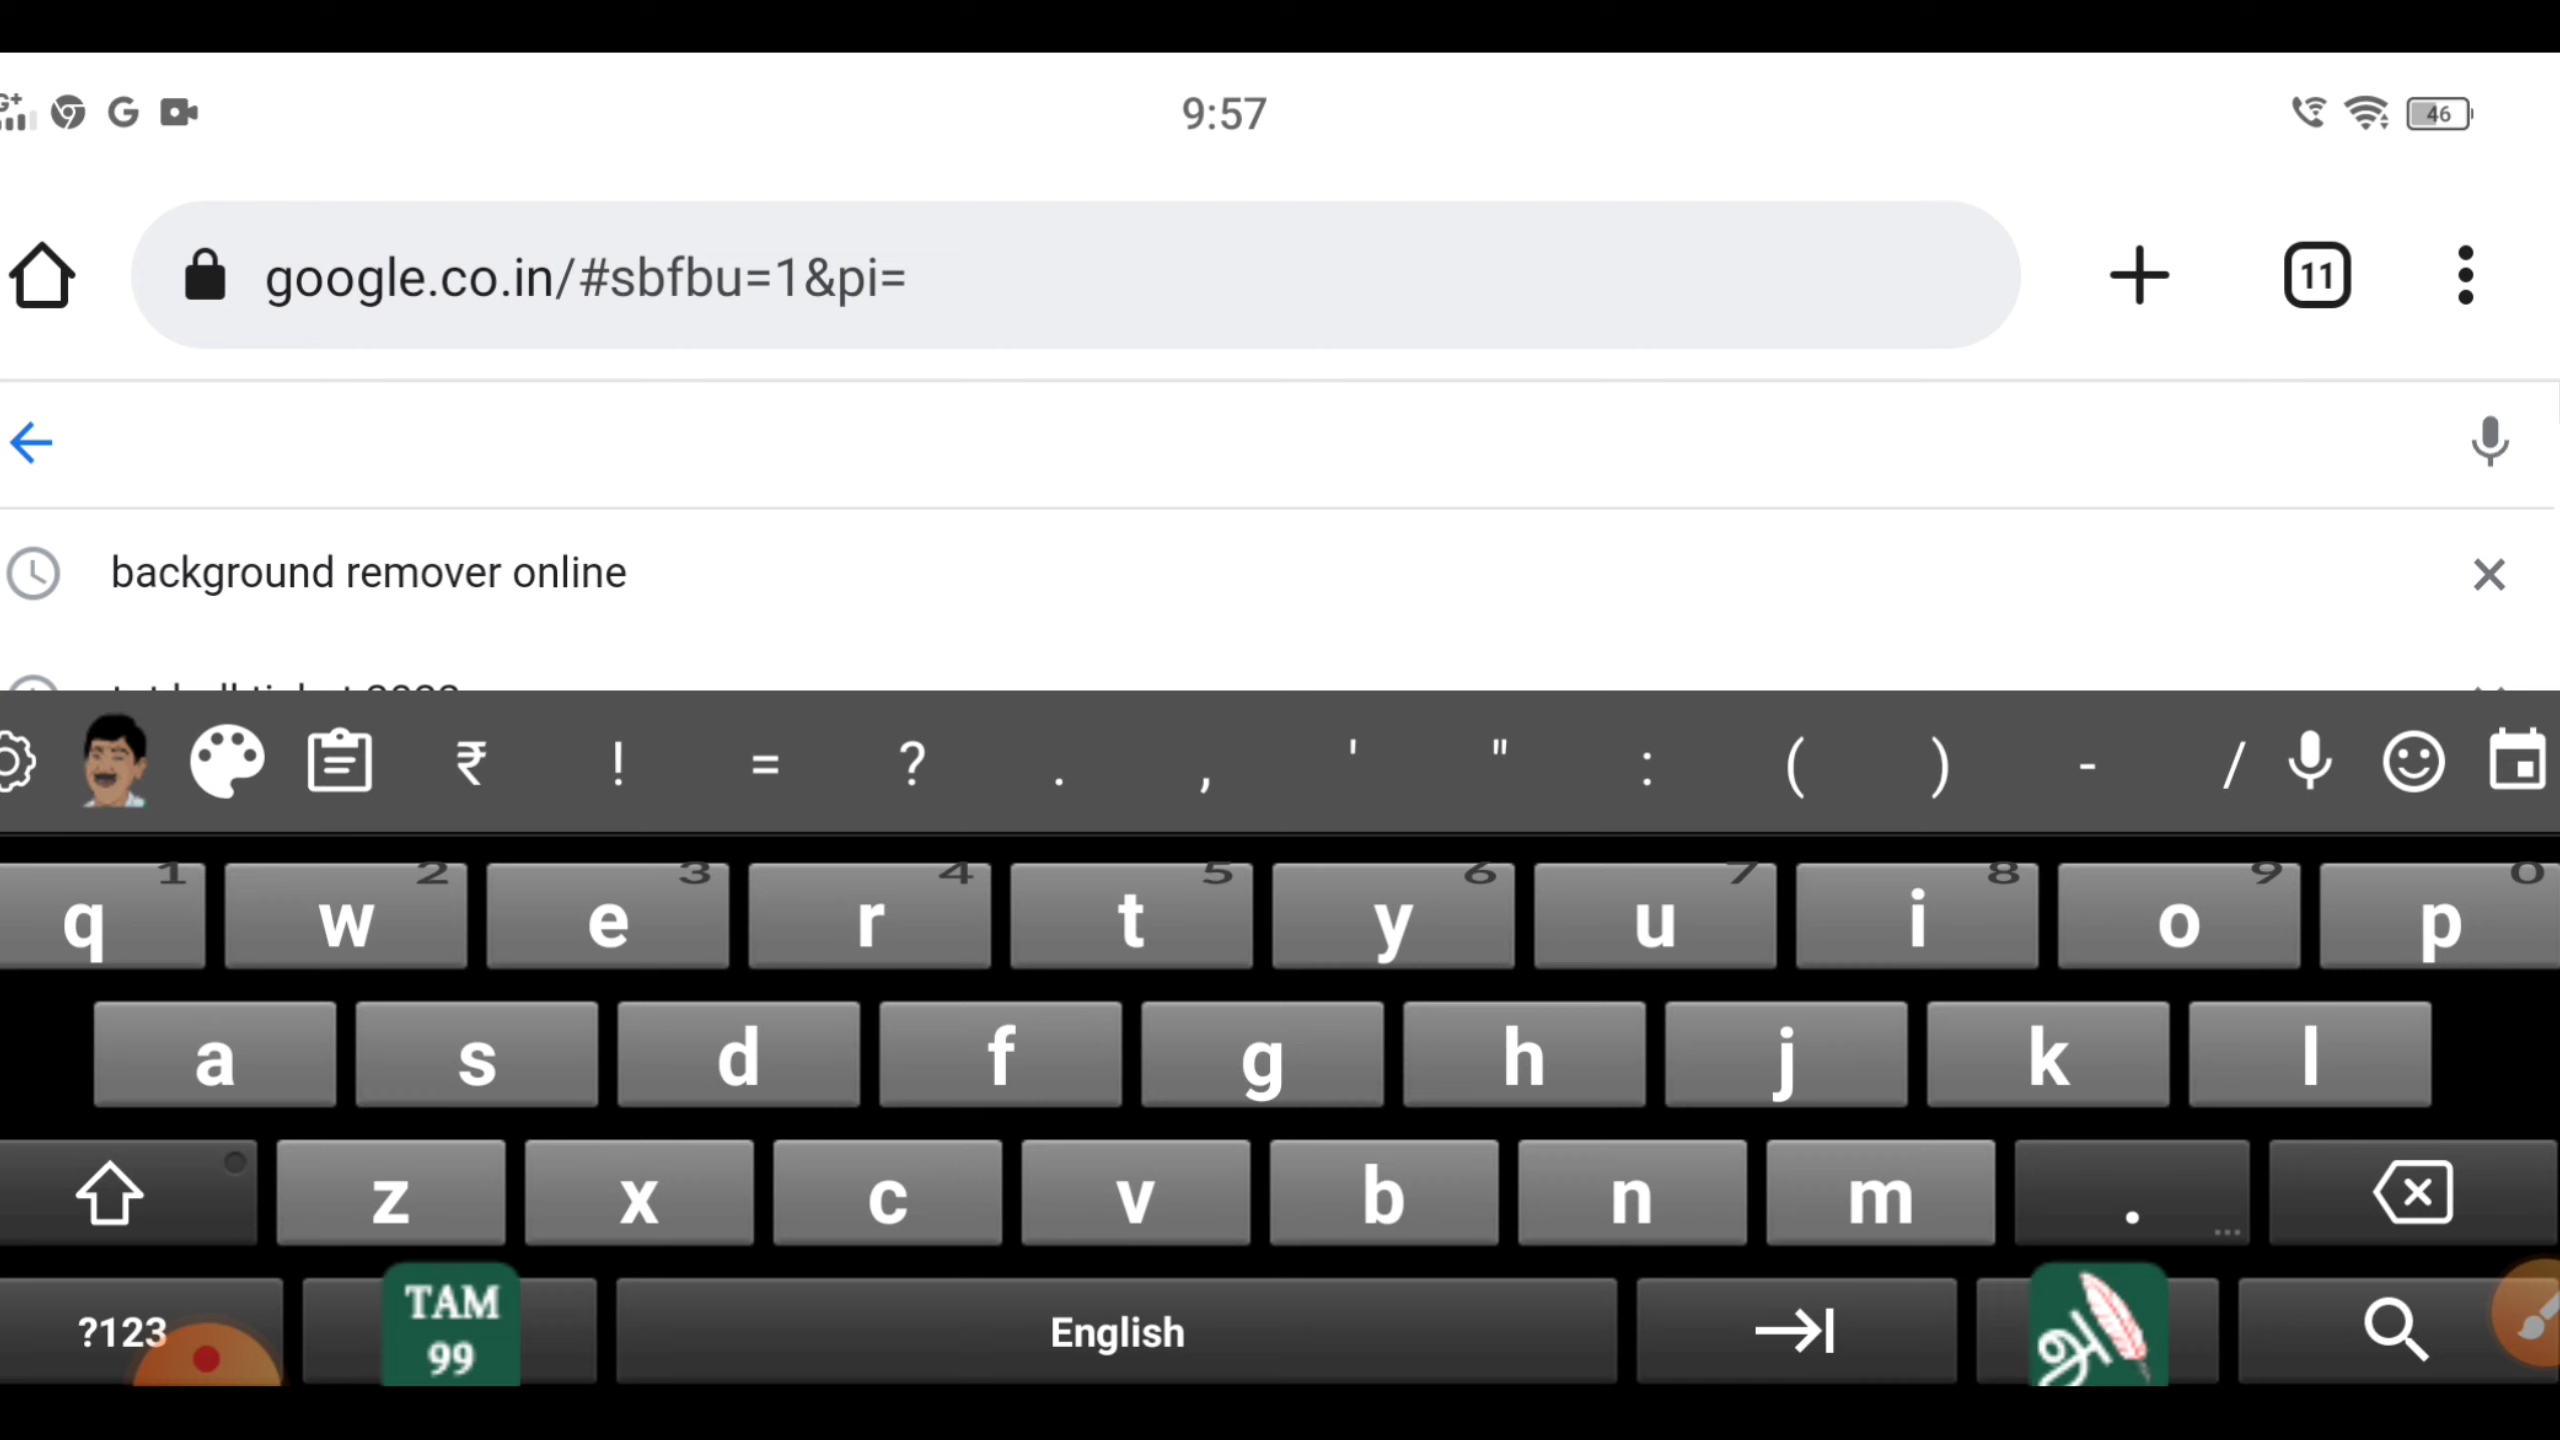 G+ 9:57 46
google.co.in/#sbfbu=1&pi= 11
background remover online
₹ ! = ? . , ' " : ( ) - /
1 2 3 4 5 6 7 8 9 0
q w e r t y u i o p
a s d f g h j k l
z x c v b n m .
?123 TAM 99 English அ